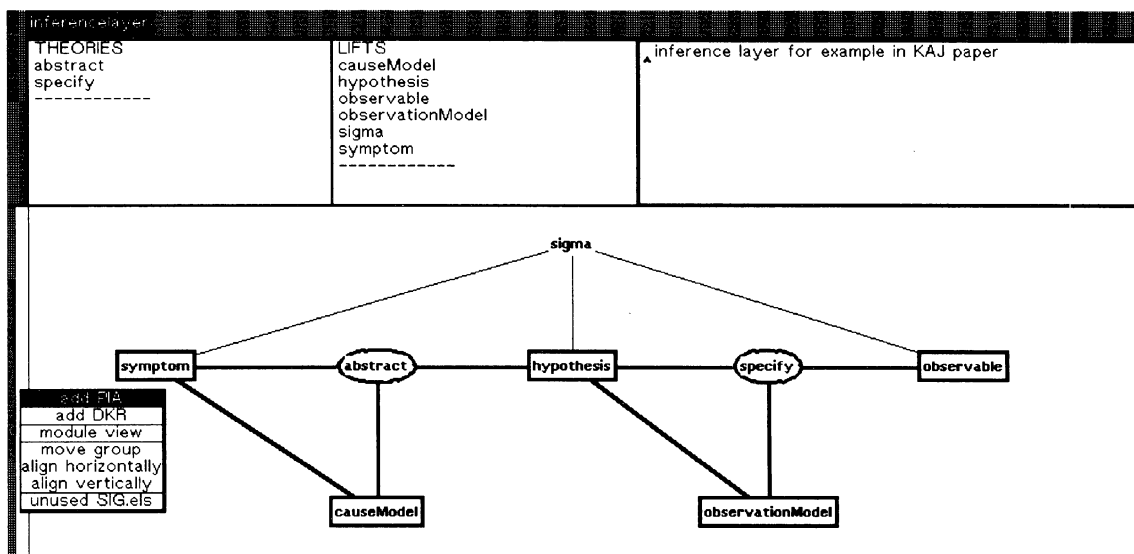 inferencelayer
THEORIES
abstract
specify
------------
LIFTS
causeModel
hypothesis
observable
observationModel
sigma
symptom
------------
inference layer for example in KAJ paper
sigma
symptom
abstract
hypothesis
specify
observable
add PIA
add DKR
module view
move group
align horizontally
align vertically
unused SIG.els
causeModel
observationModel